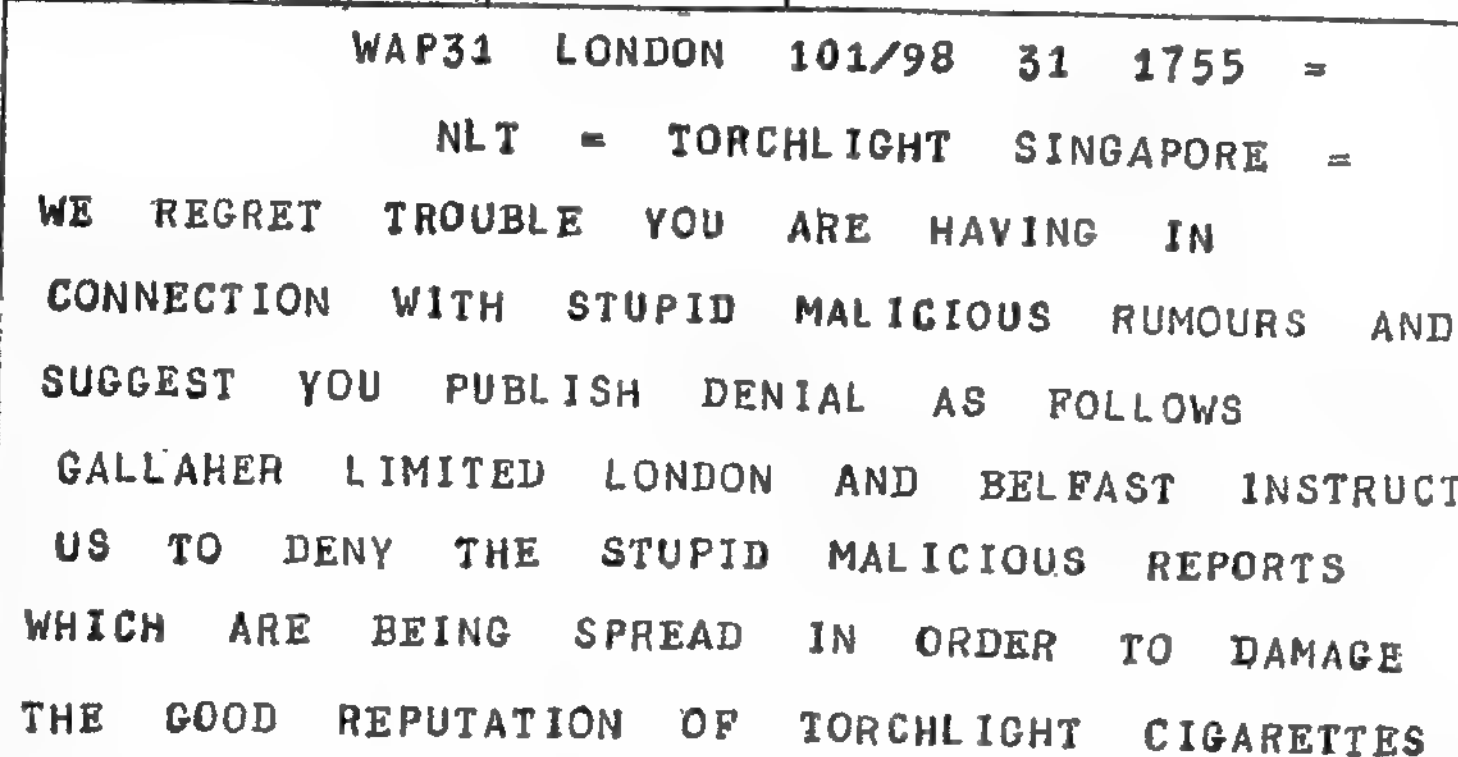 WAP31 LONDON 101/98 31 1755 =
NLT = TORCHLIGHT SINGAPORE =
WE REGRET TROUBLE YOU ARE HAVING IN
CONNECTION WITH STUPID MALICIOUS RUMOURS AND
SUGGEST YOU PUBLISH DENIAL AS FOLLOWS
GALLAHER LIMITED LONDON AND BELFAST INSTRUCT
US TO DENY THE STUPID MALICIOUS REPORTS
WHICH ARE BEING SPREAD IN ORDER TO DAMAGE
THE GOOD REPUTATION OF TORCHLIGHT CIGARETTES